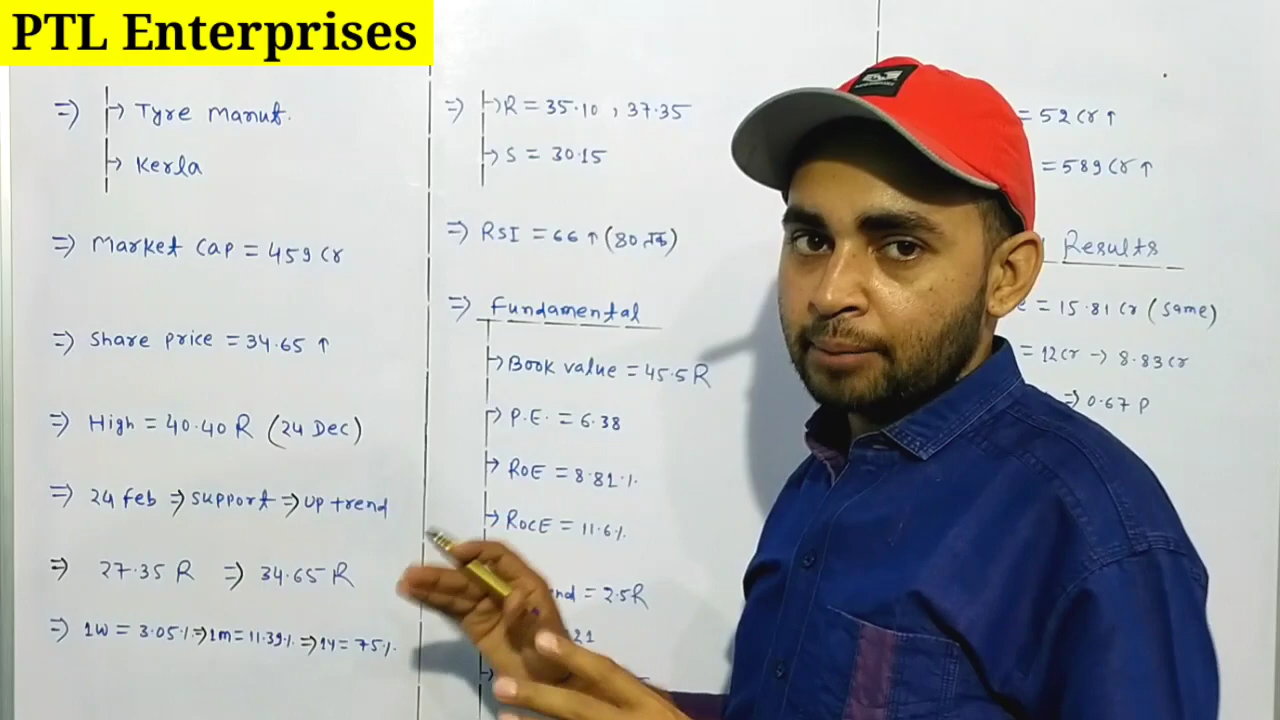 PTL Enterprises
=> -> Tyre Manuf.
-> Kerla
=> Market Cap = 459 Cr
=> Share price = 34.65 ↑
=> High = 40.40 R (24 Dec)
=> 24 feb => support => up trend
=> 27.35 R => 34.65 R
=> 1W = 3.05% => 1m = 11.39% => 1Y = 75%.
=> -> R = 35.10 , 37.35
-> S = 30.15
=> RSI = 66 ↑ (80 तक)
=> Fundamental
-> Book value = 45.5 R
-> P.E. = 6.38
-> ROE = 8.81%.
-> ROCE = 11.6%.
= 2.5R
21
= 52 Cr ↑
= 589 Cr ↑
Results
= 15.81 Cr (same)
= 12 Cr -> 8.83 Cr
=> 0.67 P